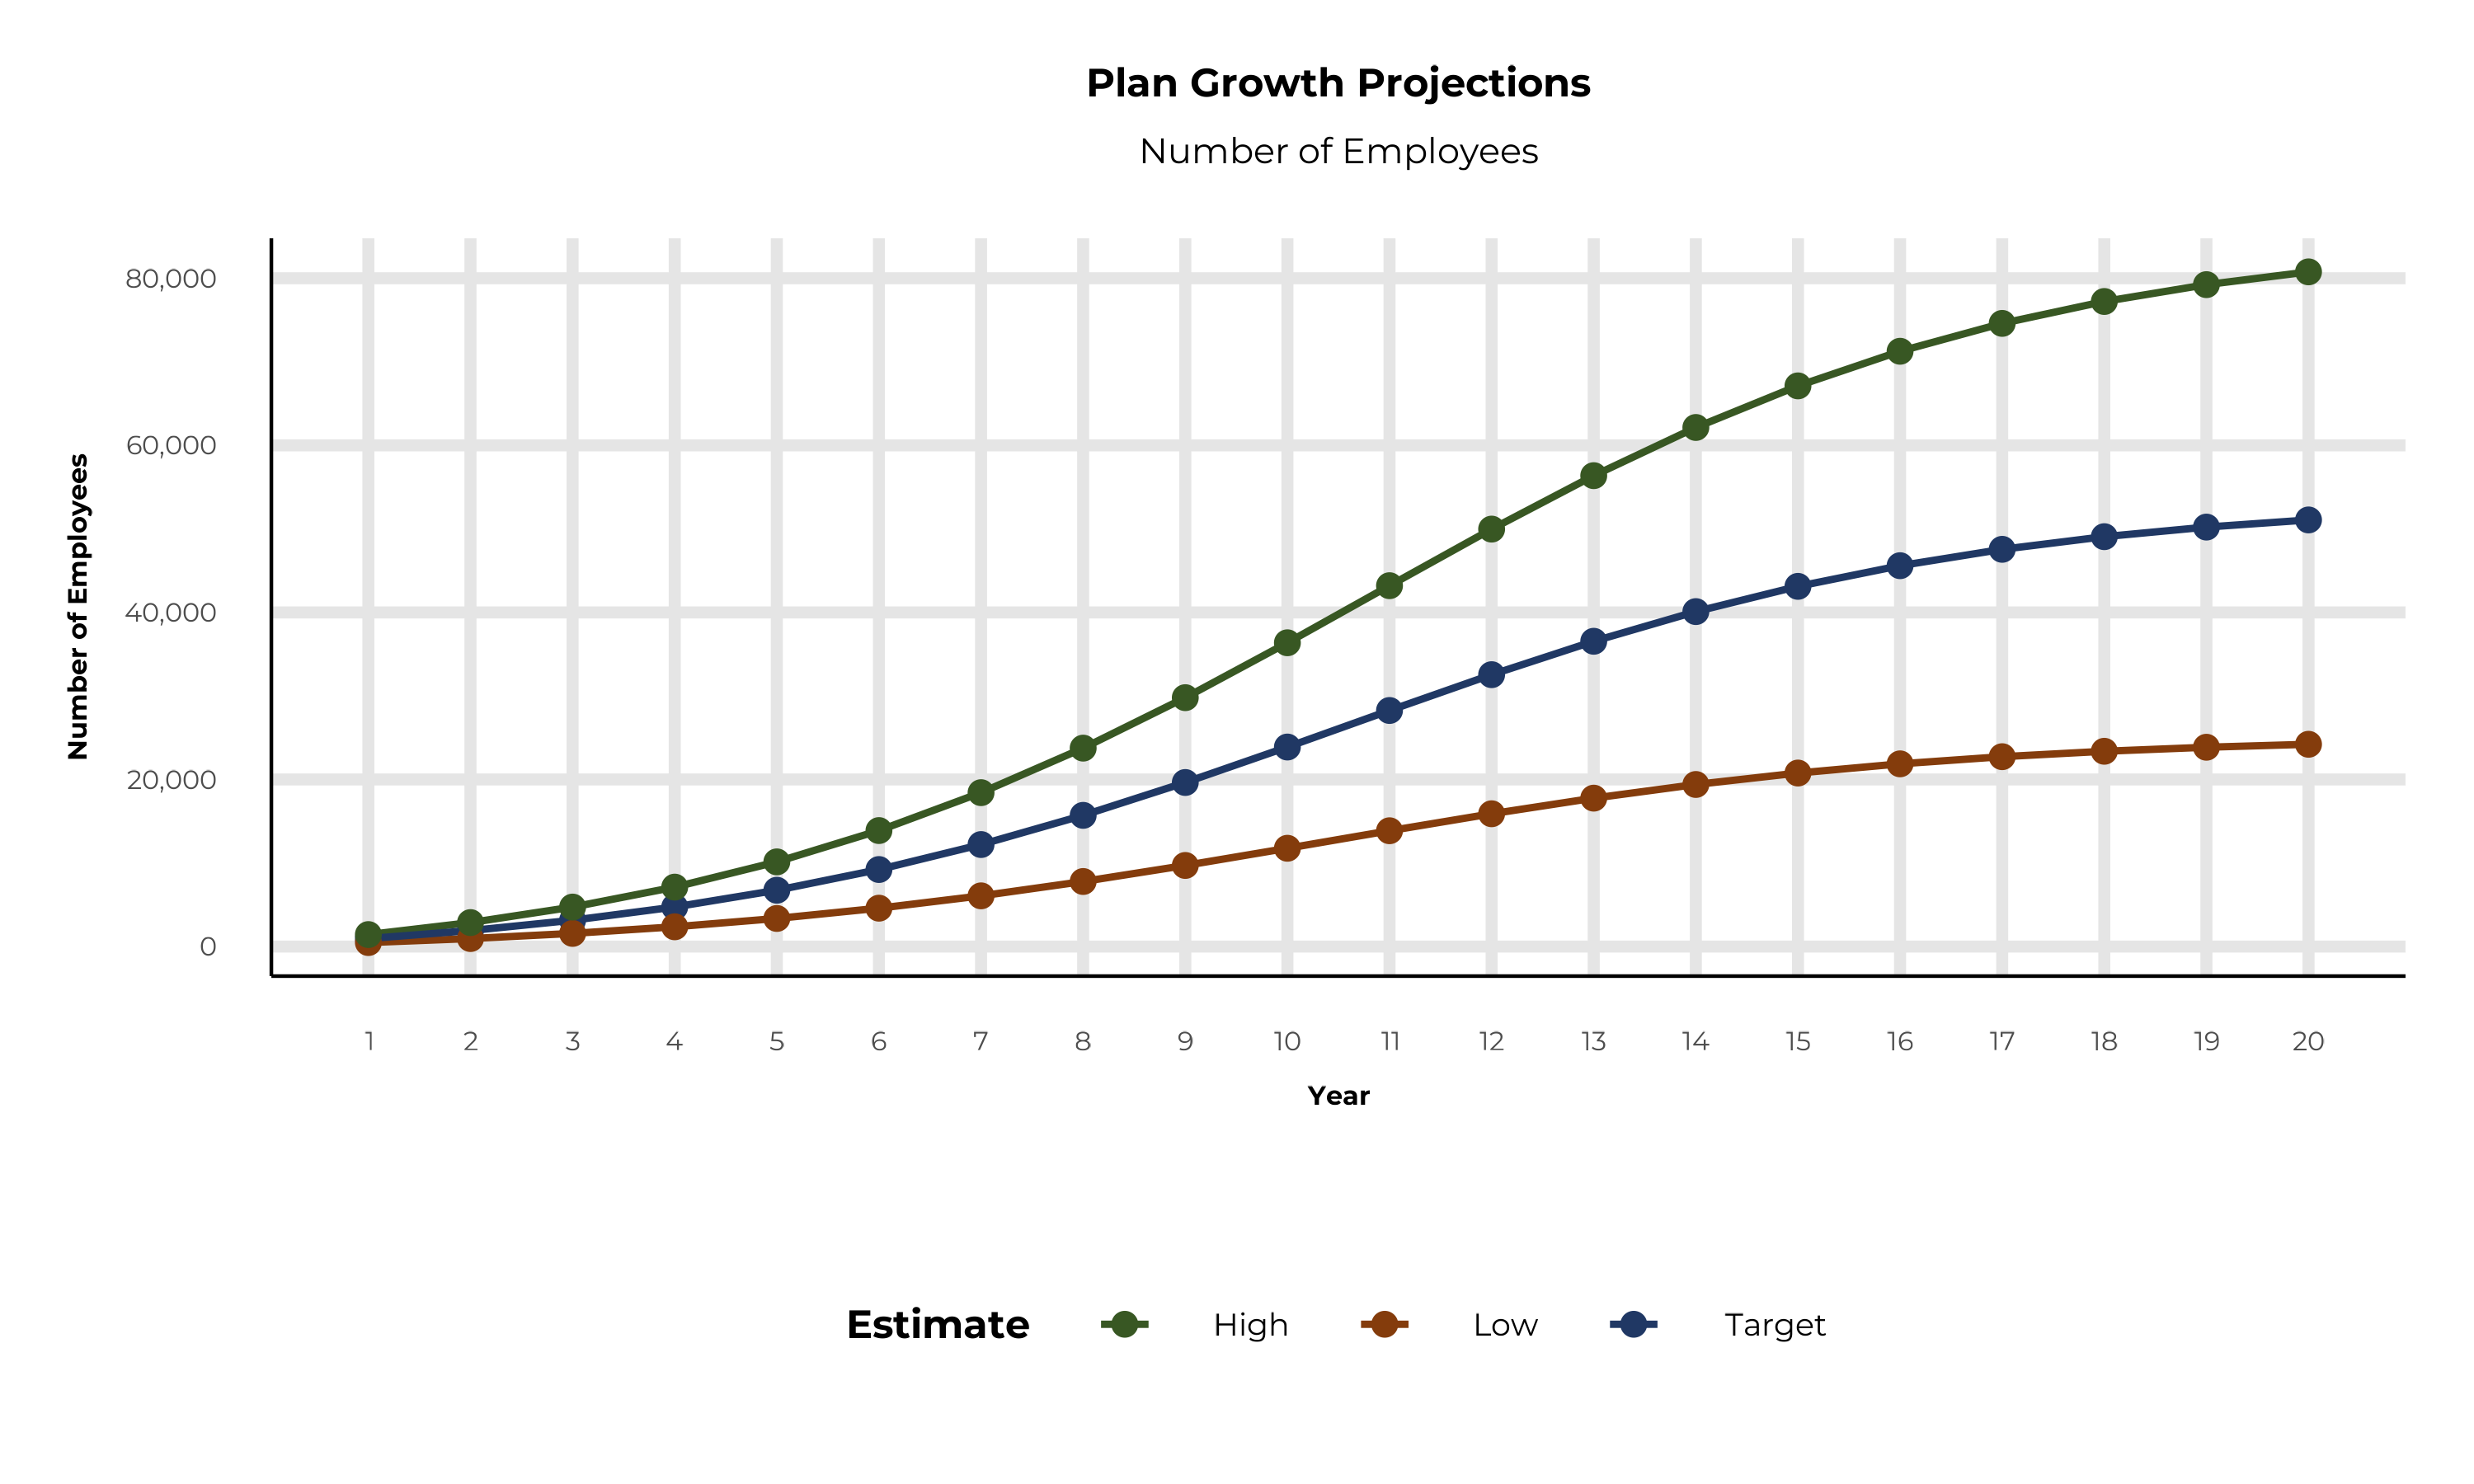 Plan Growth Projections
Number of Employees
Number of Employees
80,000
60,000
40,000
20,000
0
1 2 3 4 5 6 7 8 9 10 11 12 13 14 15 16 17 18 19 20
Year
Estimate High Low Target